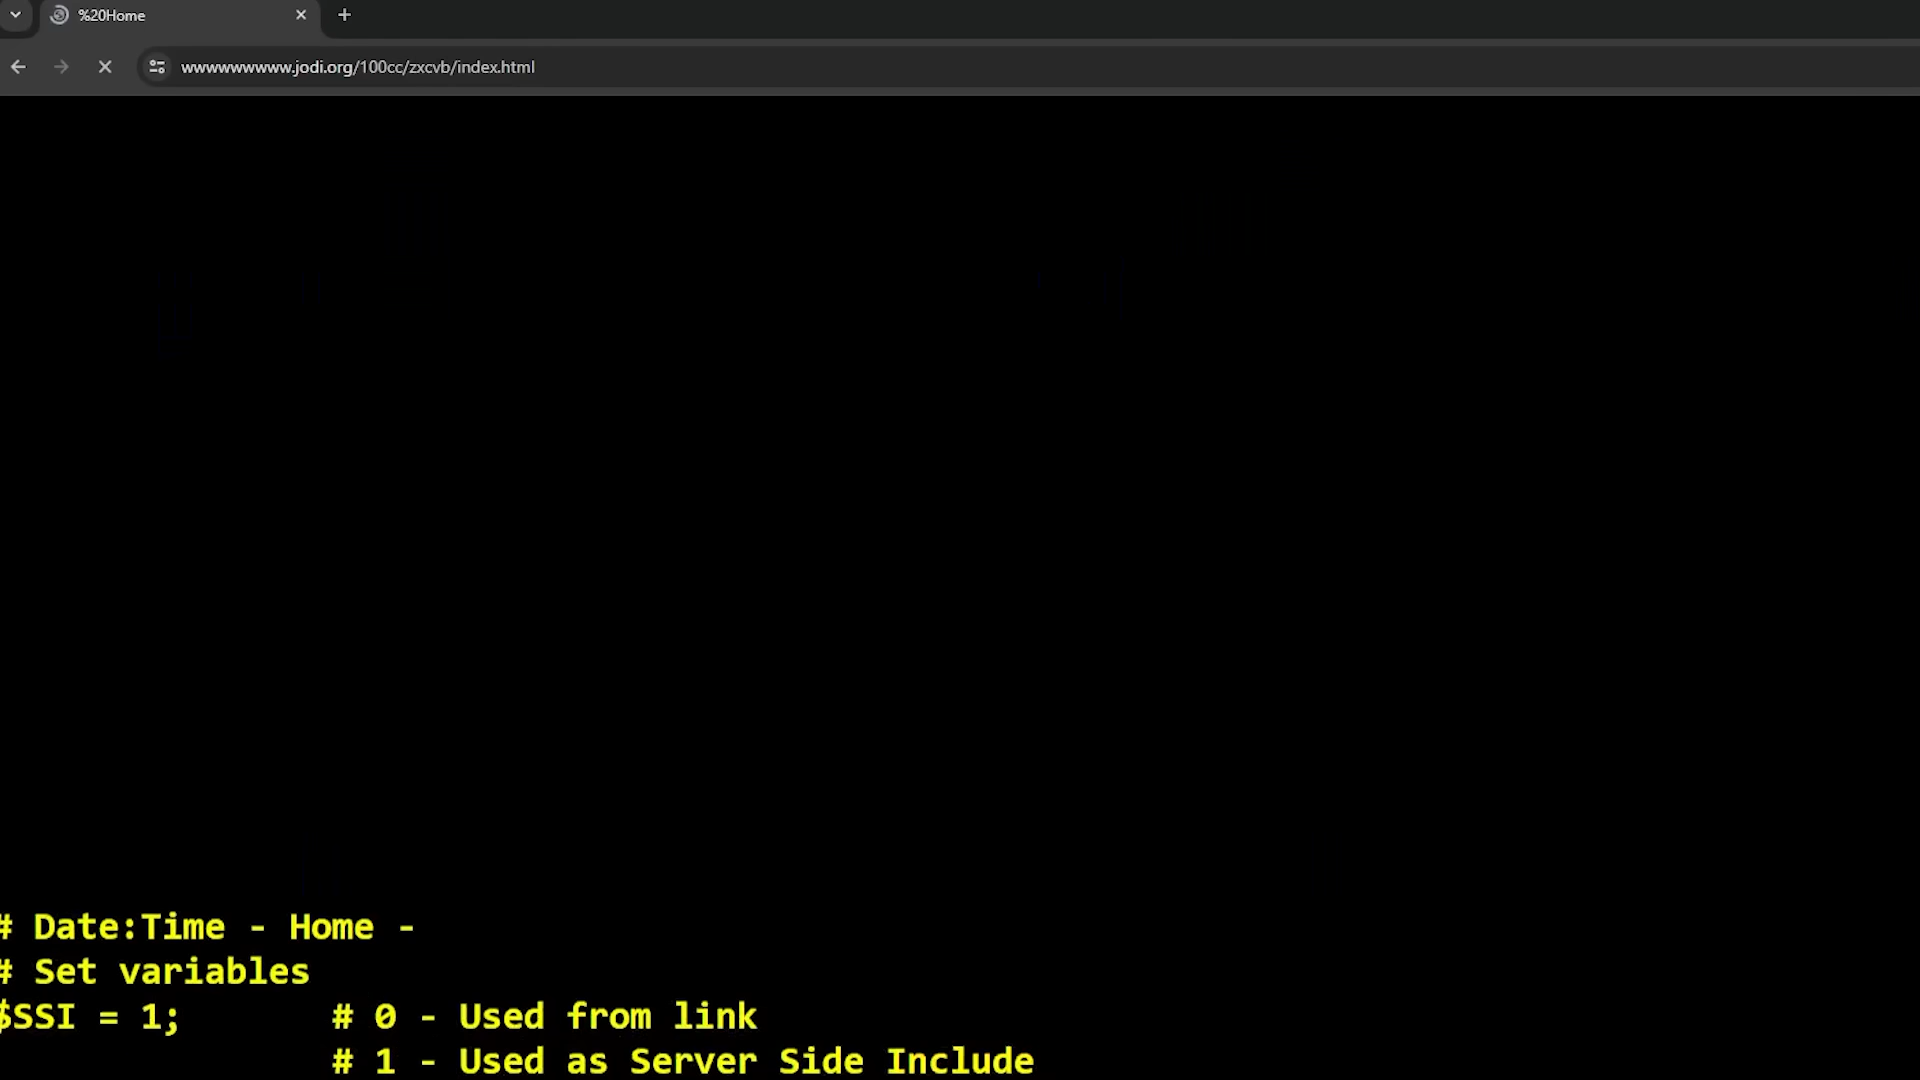 %20Home
wwwwwwwww.jodi.org/100cc/zxcvb/index.html
# Date:Time - Home -
# Set variables
$SSI = 1; # 0 - Used from link
# 1 - Used as Server Side Include